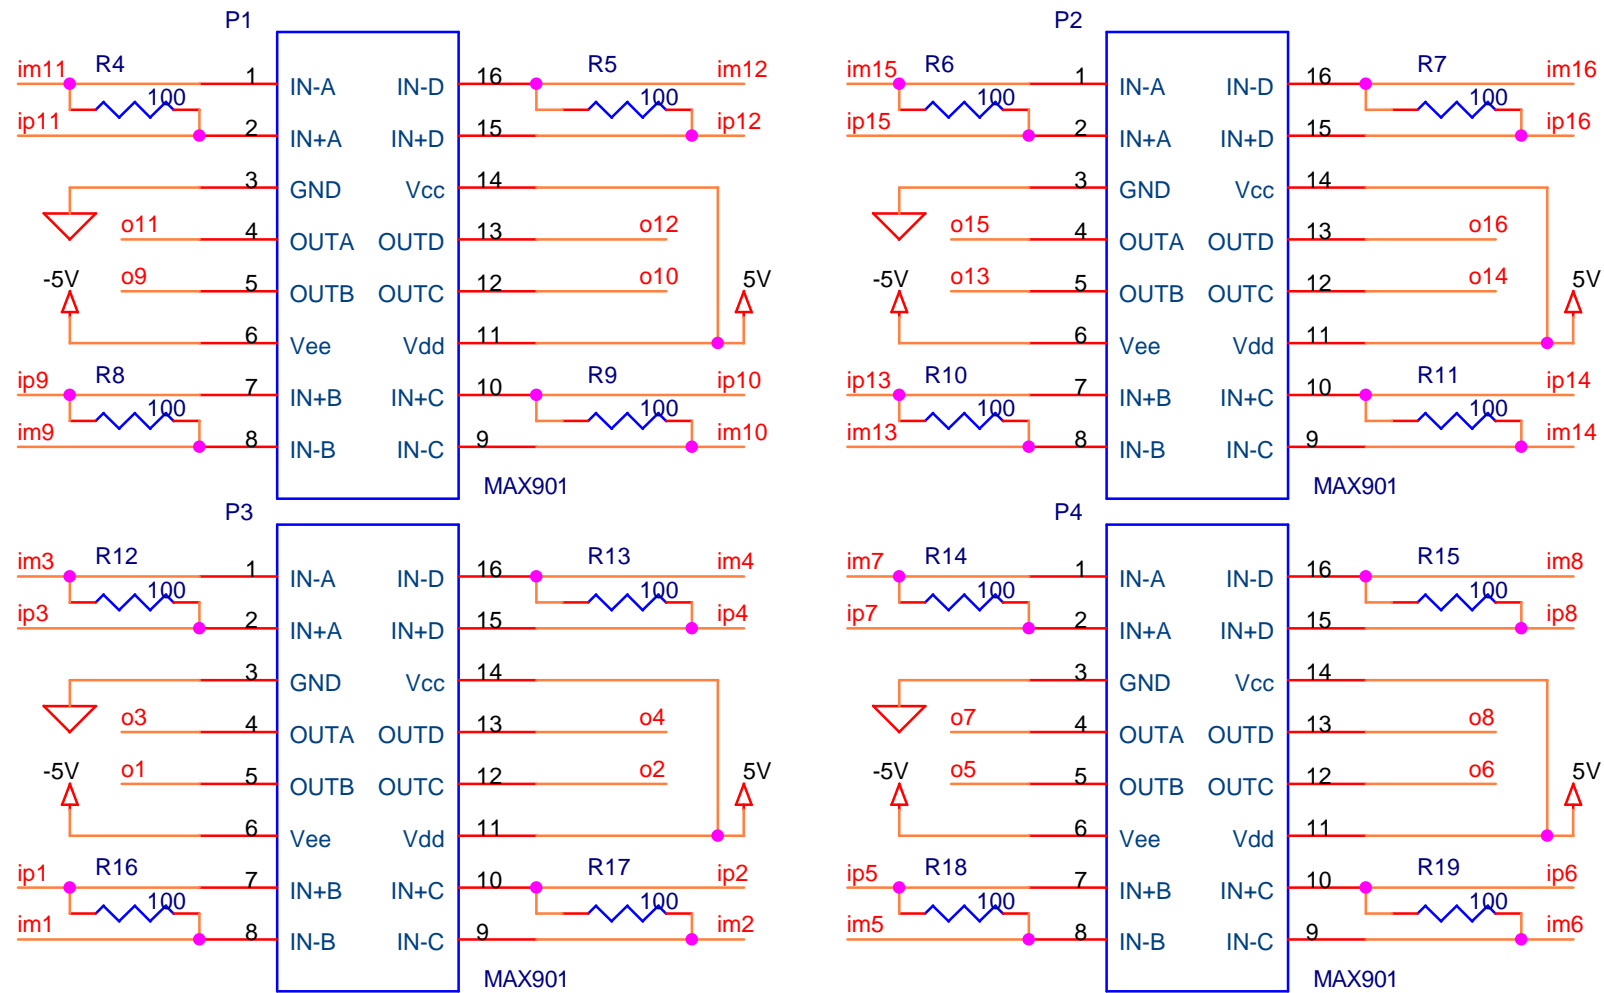 P1 P2
im11 R4 1 IN-A IN-D 16 R5 im12 im15 R6 1 IN-A IN-D 16 R7 im16
100 100 100 100
ip11 2 IN+A IN+D 15 ip12 ip15 2 IN+A IN+D 15 ip16
3 GND Vcc 14 3 GND Vcc 14
o11 4 OUTA OUTD 13 o12 o15 4 OUTA OUTD 13 o16
-5V o9 5 OUTB OUTC 12 o10 5V -5V o13 5 OUTB OUTC 12 o14 5V
6 Vee Vdd 11 6 Vee Vdd 11
ip9 R8 7 IN+B IN+C 10 R9 ip10 ip13 R10 7 IN+B IN+C 10 R11 ip14
100 100 100 100
im9 8 IN-B IN-C 9 im10 im13 8 IN-B IN-C 9 im14
MAX901 MAX901
P3 P4
im3 R12 1 IN-A IN-D 16 R13 im4 im7 R14 1 IN-A IN-D 16 R15 im8
100 100 100 100
ip3 2 IN+A IN+D 15 ip4 ip7 2 IN+A IN+D 15 ip8
3 GND Vcc 14 3 GND Vcc 14
o3 4 OUTA OUTD 13 o4 o7 4 OUTA OUTD 13 o8
-5V o1 5 OUTB OUTC 12 o2 5V -5V o5 5 OUTB OUTC 12 o6 5V
6 Vee Vdd 11 6 Vee Vdd 11
ip1 R16 7 IN+B IN+C 10 R17 ip2 ip5 R18 7 IN+B IN+C 10 R19 ip6
100 100 100 100
im1 8 IN-B IN-C 9 im2 im5 8 IN-B IN-C 9 im6
MAX901 MAX901